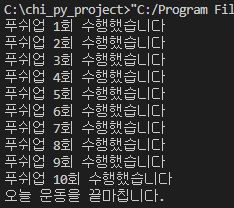 C:\chi_py_project>"C:/Program Fil
푸쉬업 1회 수행했습니다
푸쉬업 2회 수행했습니다
푸쉬업 3회 수행했습니다
푸쉬업 4회 수행했습니다
푸쉬업 5회 수행했습니다
푸쉬업 6회 수행했습니다
푸쉬업 7회 수행했습니다
푸쉬업 8회 수행했습니다
푸쉬업 9회 수행했습니다
푸쉬업 10회 수행했습니다
오늘 운동을 끝마칩니다.